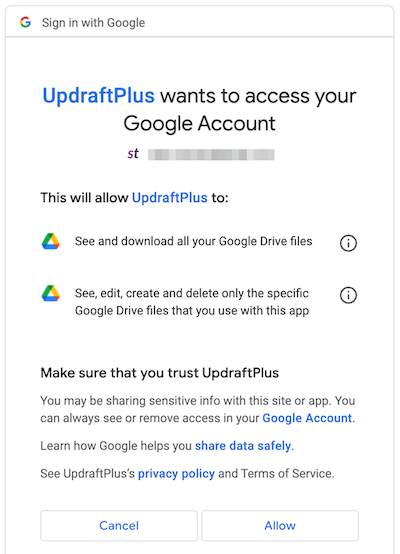 Sign in with Google
UpdraftPlus wants to access your
Google Account
st
This will allow UpdraftPlus to:
See and download all your Google Drive files
See, edit, create and delete only the specific
Google Drive files that you use with this app
Make sure that you trust UpdraftPlus
You may be sharing sensitive info with this site or app. You
can always see or remove access in your Google Account.
Learn how Google helps you share data safely.
See UpdraftPlus's privacy policy and Terms of Service.
Cancel
Allow